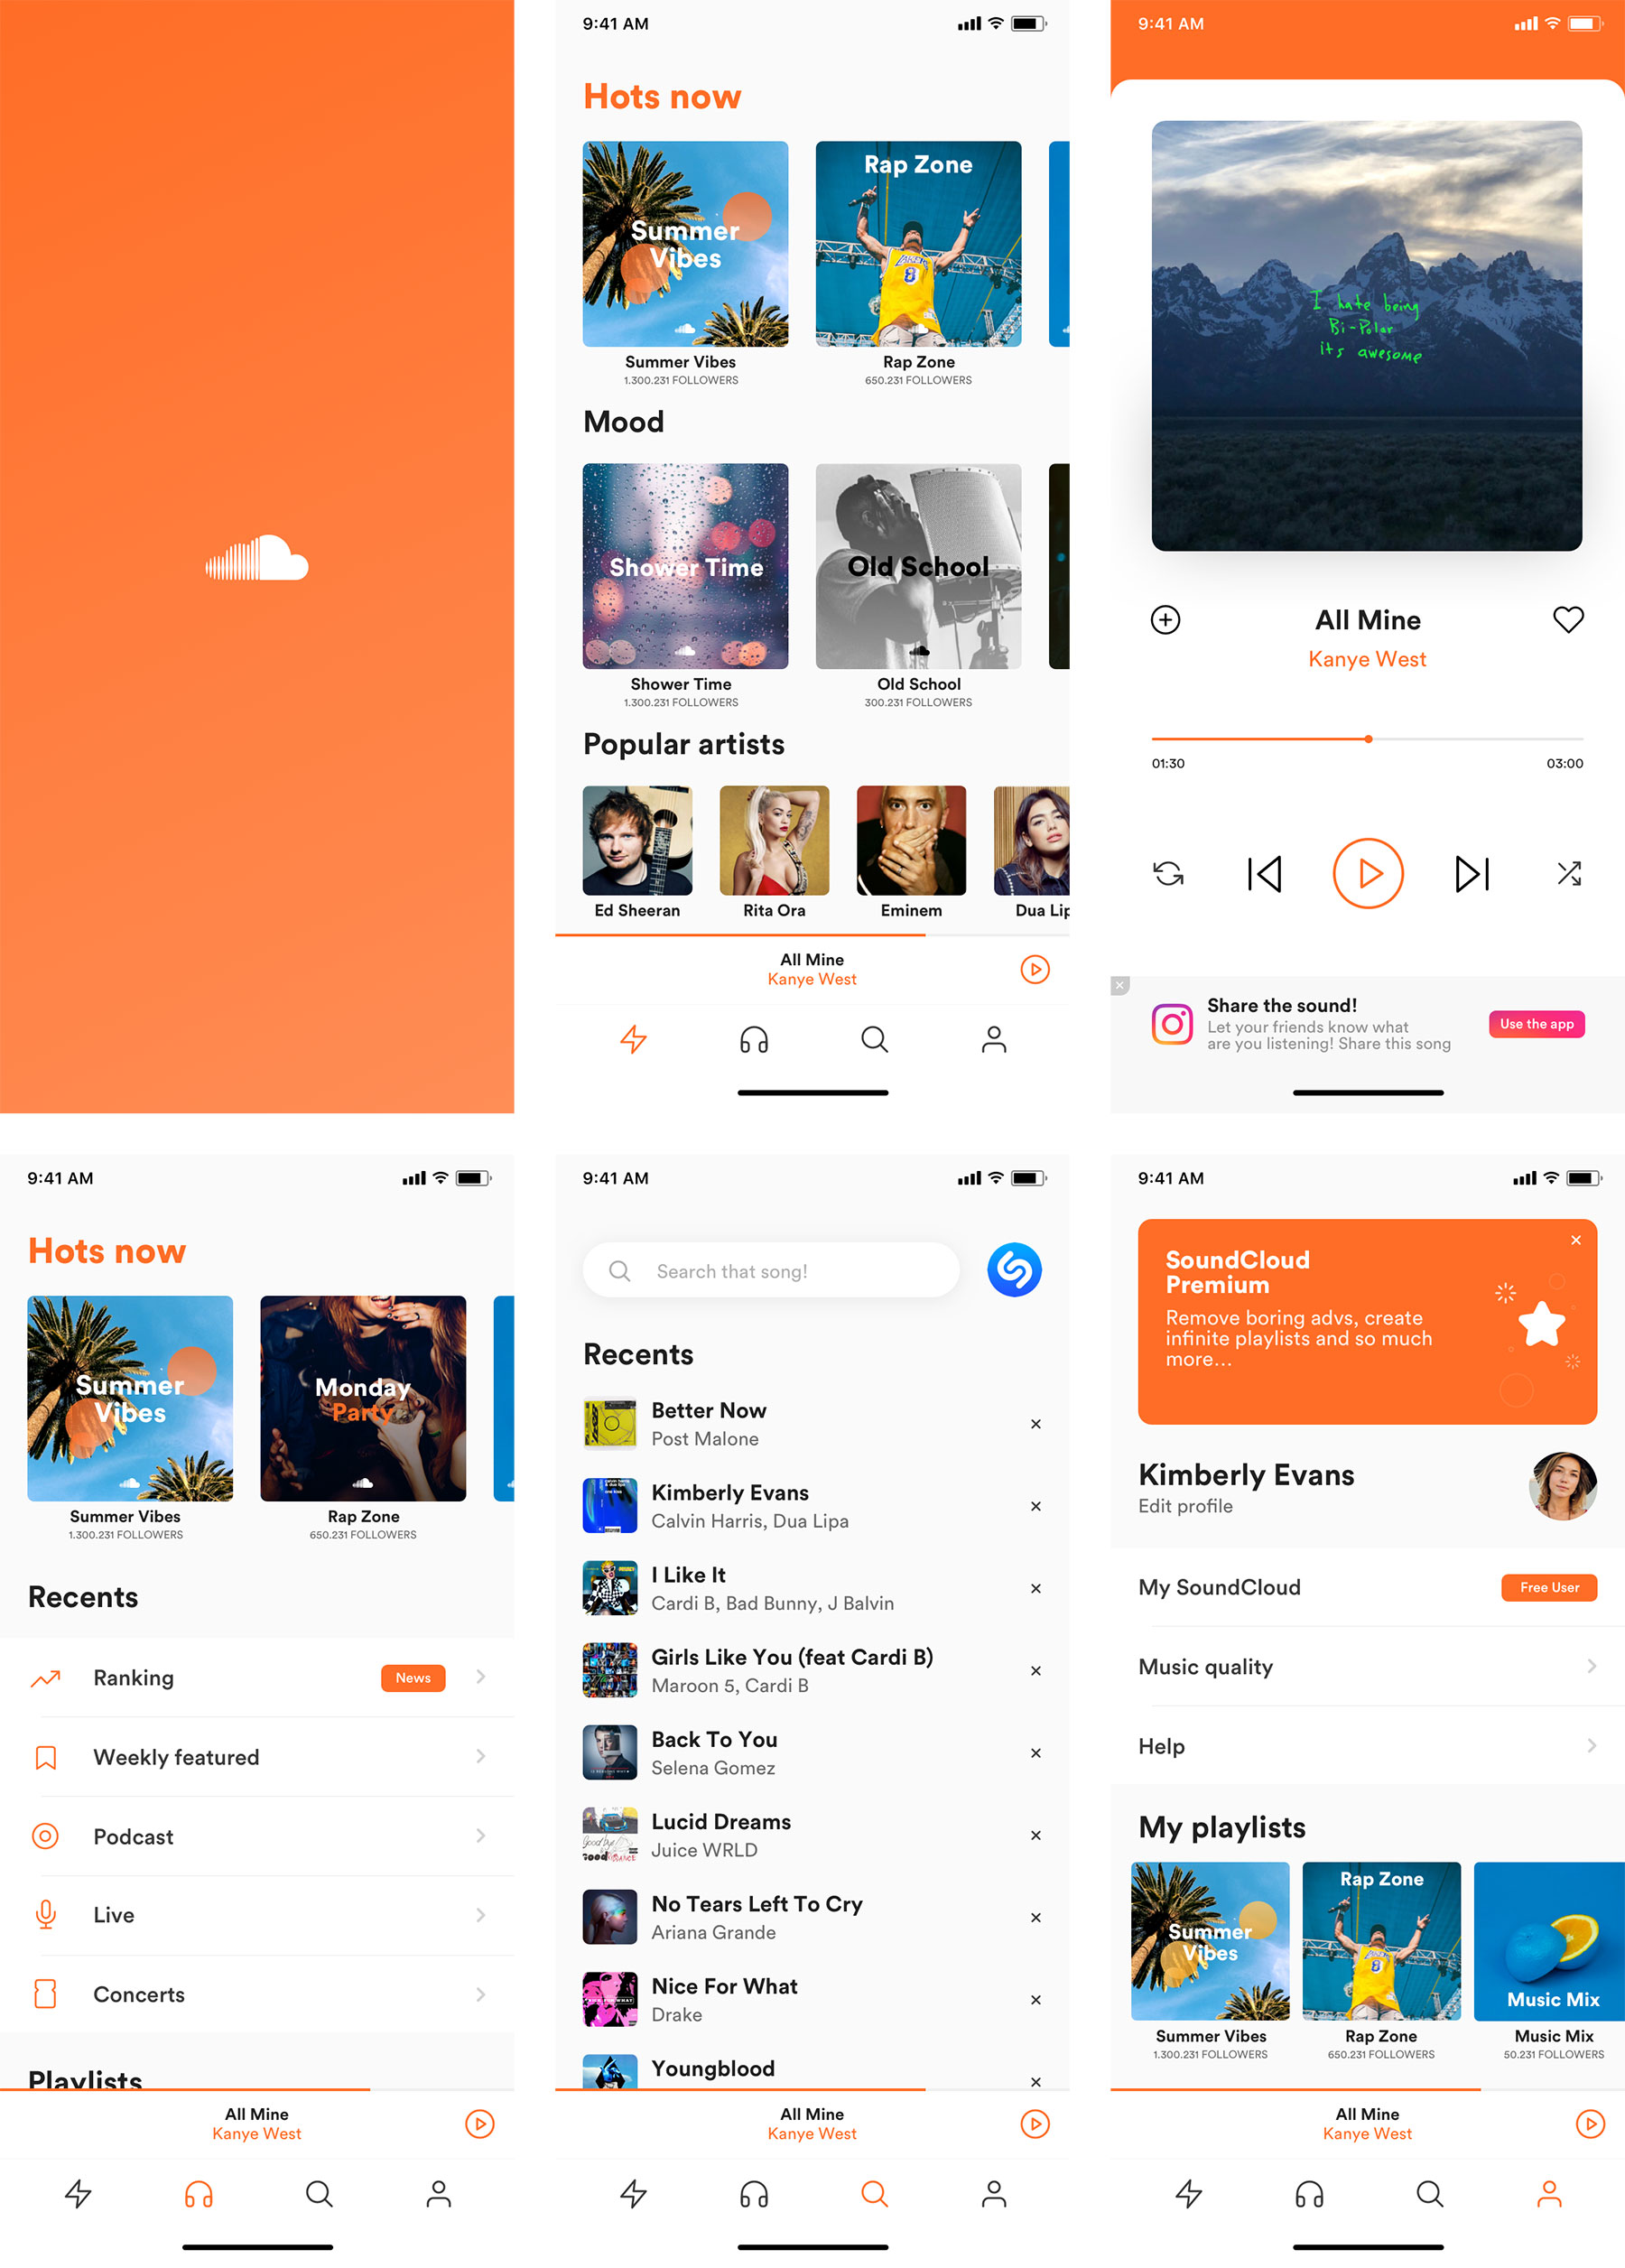 9:41 AM
Hots now
Summer
Vibes
Rap Zone
Summer Vibes
1.300.231 FOLLOWERS
Rap Zone
650.231 FOLLOWERS
Mood
Shower Time
Old School
Shower Time
1.300.231 FOLLOWERS
Old School
300.231 FOLLOWERS
Popular artists
Ed Sheeran
Rita Ora
Eminem
Dua Lip
All Mine
Kanye West
9:41 AM
I hate being
Bi-Polar
its awesome
All Mine
Kanye West
01:30
03:00
Share the sound!
Let your friends know what
are you listening! Share this song
Use the app
9:41 AM
Hots now
Summer
Vibes
Monday
Party
Summer Vibes
1.300.231 FOLLOWERS
Rap Zone
650.231 FOLLOWERS
Recents
Ranking
News
Weekly featured
Podcast
Live
Concerts
Playlists
All Mine
Kanye West
9:41 AM
Search that song!
Recents
Better Now
Post Malone
Kimberly Evans
Calvin Harris, Dua Lipa
I Like It
Cardi B, Bad Bunny, J Balvin
Girls Like You (feat Cardi B)
Maroon 5, Cardi B
Back To You
Selena Gomez
Lucid Dreams
Juice WRLD
No Tears Left To Cry
Ariana Grande
Nice For What
Drake
Youngblood
All Mine
Kanye West
9:41 AM
SoundCloud
Premium
Remove boring advs, create
infinite playlists and so much
more...
Kimberly Evans
Edit profile
My SoundCloud
Free User
Music quality
Help
My playlists
Summer
Vibes
Rap Zone
Music Mix
Summer Vibes
1.300.231 FOLLOWERS
Rap Zone
650.231 FOLLOWERS
Music Mix
50.231 FOLLOWERS
All Mine
Kanye West